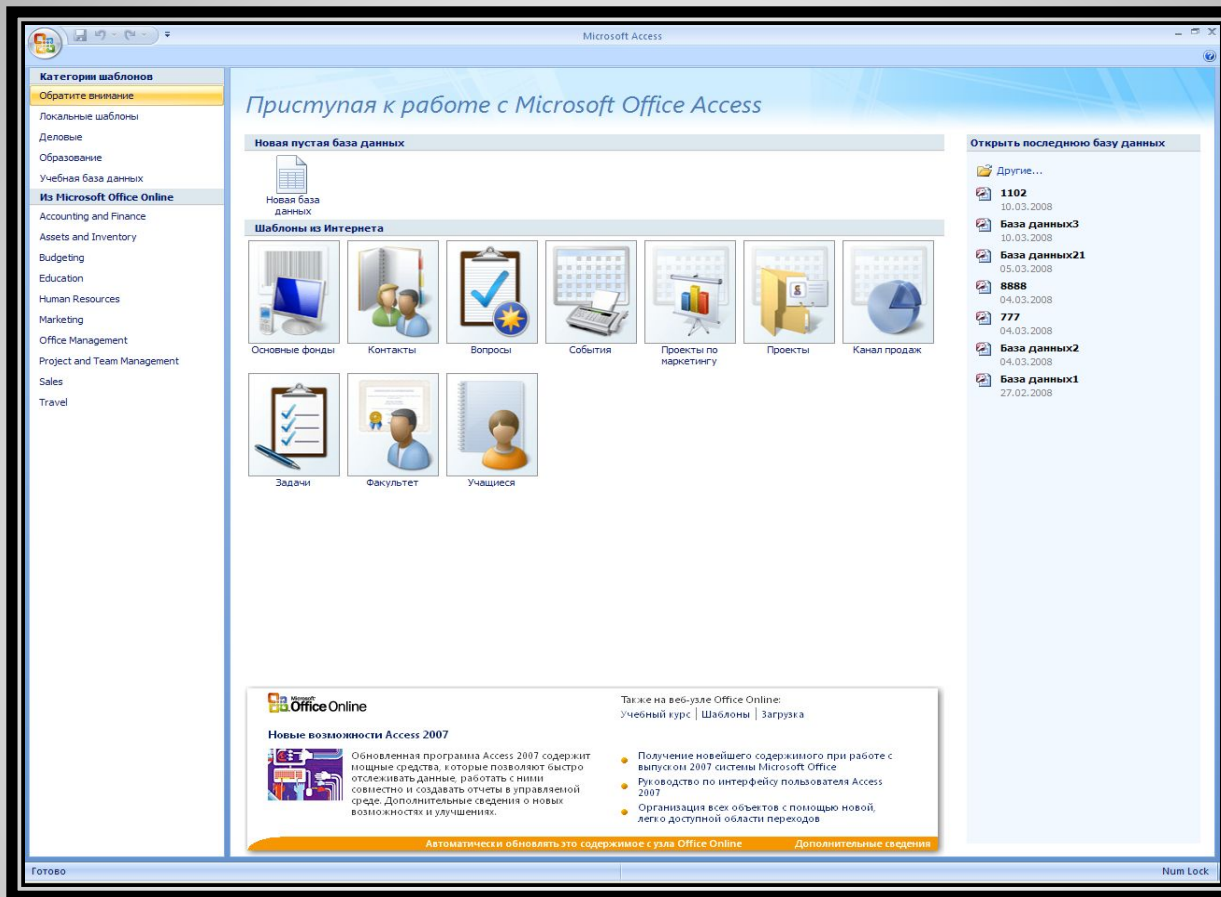 Microsoft Access
Категории шаблонов
Обратите внимание
Локальные шаблоны
Деловые
Образование
Учебная база данных
Из Microsoft Office Online
Accounting and Finance
Assets and Inventory
Budgeting
Education
Human Resources
Marketing
Office Management
Project and Team Management
Sales
Travel
Приступая к работе с Microsoft Office Access
Новая пустая база данных
Новая база
данных
Шаблоны из Интернета
Основные фонды
Контакты
Вопросы
События
Проекты по
маркетингу
Проекты
Канал продаж
Задачи
Факультет
Учащиеся
Microsoft
Office Online
Новые возможности Access 2007
Обновленная программа Access 2007 содержит
мощные средства, которые позволяют быстро
отслеживать данные, работать с ними
совместно и создавать отчеты в управляемой
среде. Дополнительные сведения о новых
возможностях и улучшениях.
Также на веб-узле Office Online:
Учебный курс | Шаблоны | Загрузка
Получение новейшего содержимого при работе с
выпуском 2007 системы Microsoft Office
Руководство по интерфейсу пользователя Access
2007
Организация всех объектов с помощью новой,
легко доступной области переходов
Автоматически обновлять это содержимое с узла Office Online
Дополнительные сведения
Открыть последнюю базу данных
Другие...
1102
10.03.2008
База данных3
10.03.2008
База данных21
05.03.2008
8888
04.03.2008
777
04.03.2008
База данных2
04.03.2008
База данных1
27.02.2008
Готово
Num Lock